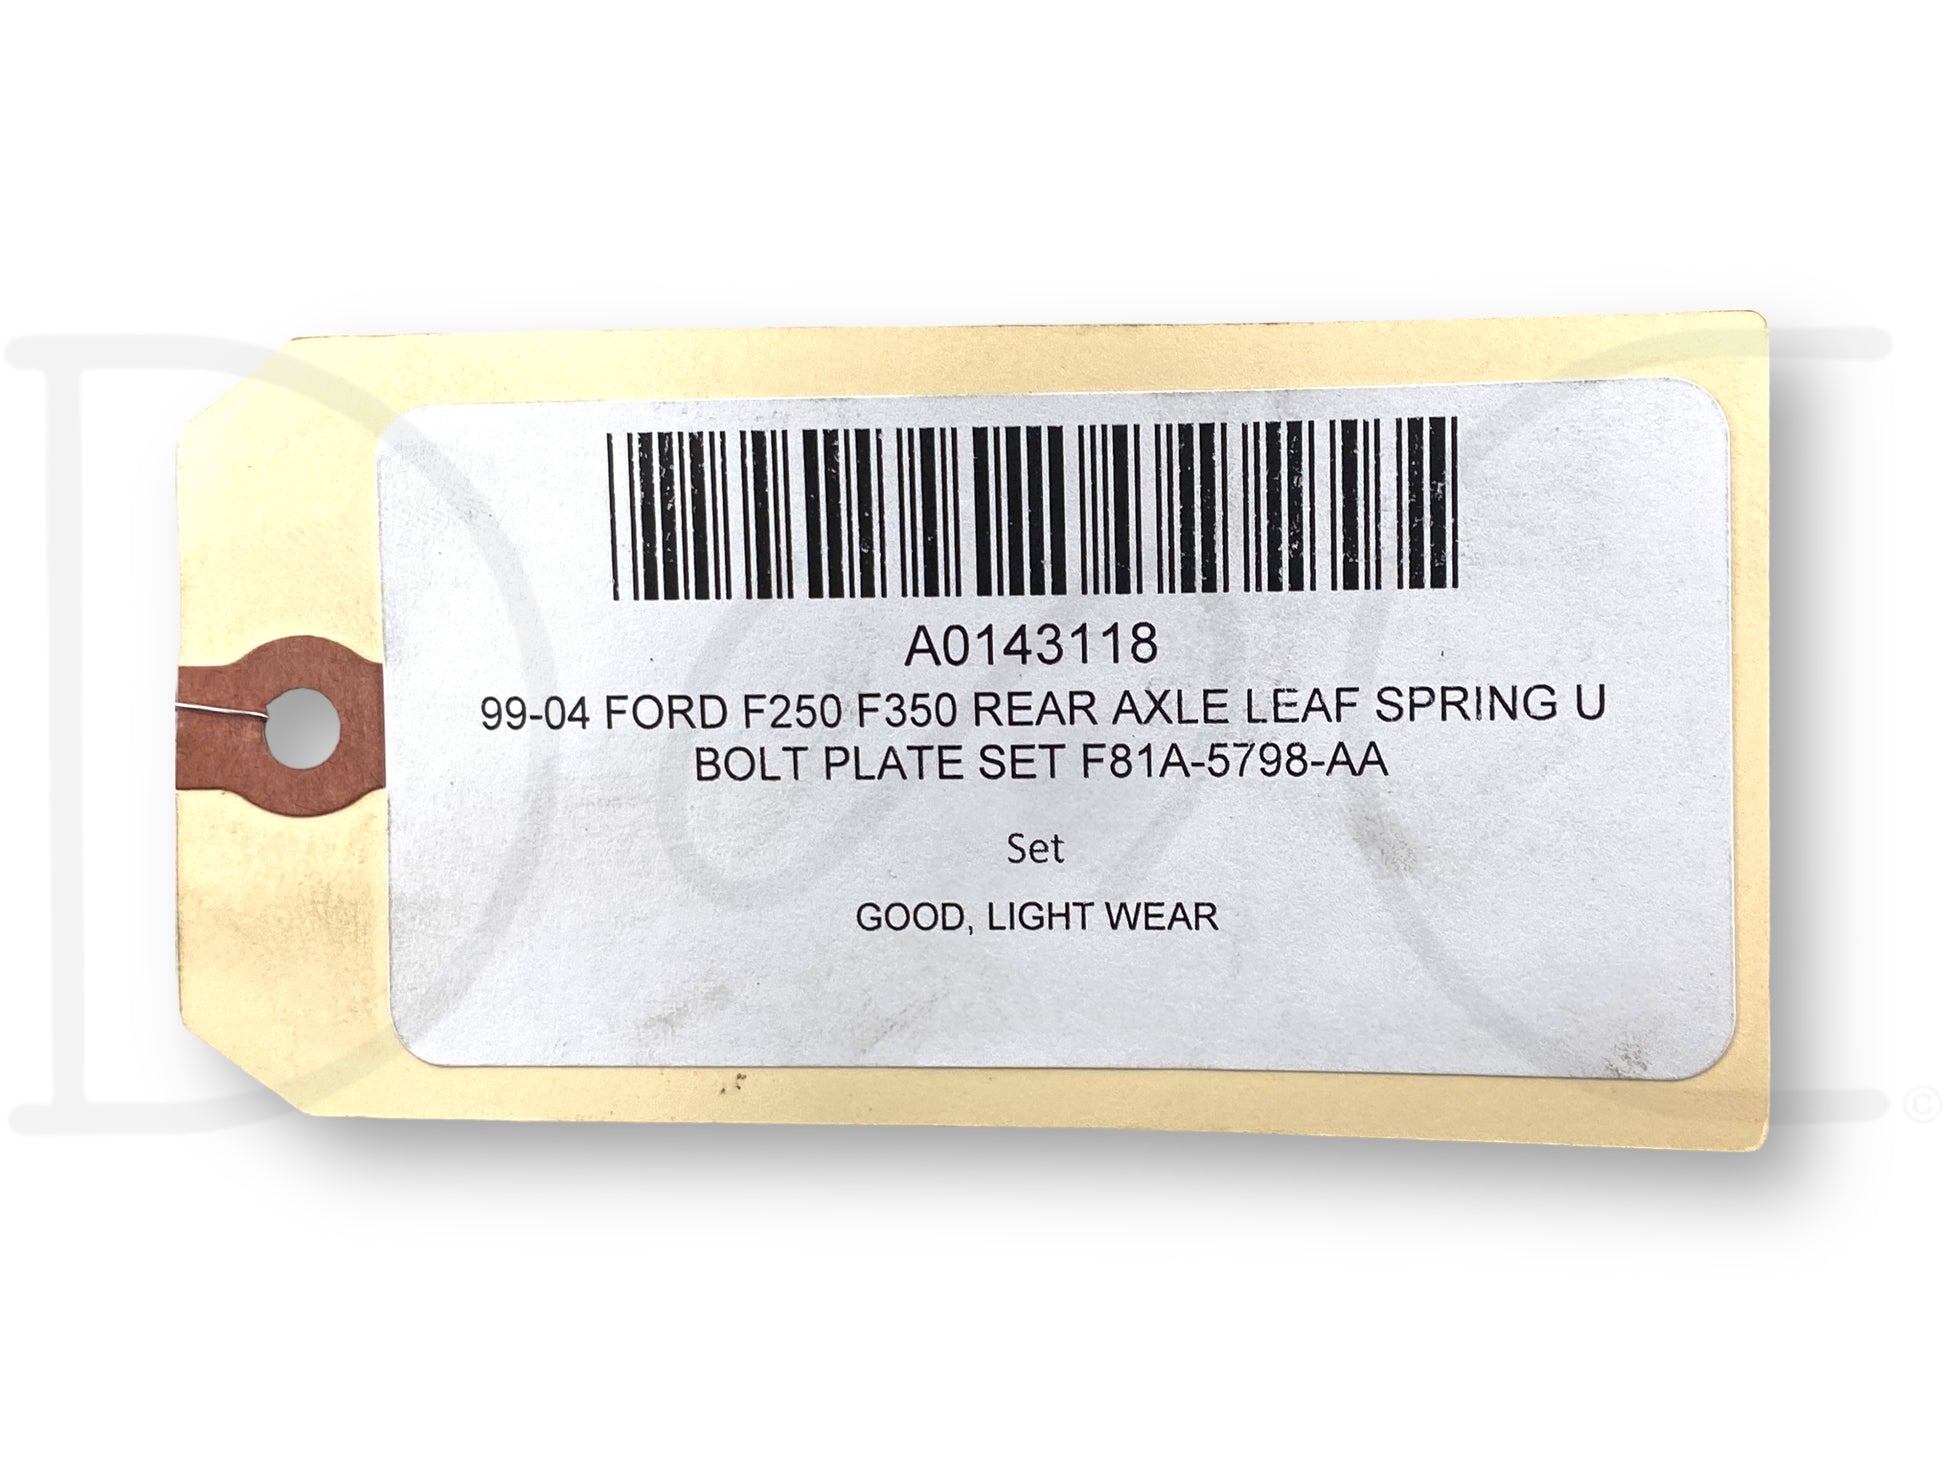 A0143118
99-04 FORD F250 F350 REAR AXLE LEAF SPRING U
BOLT PLATE SET F81A-5798-AA
Set
GOOD, LIGHT WEAR
©